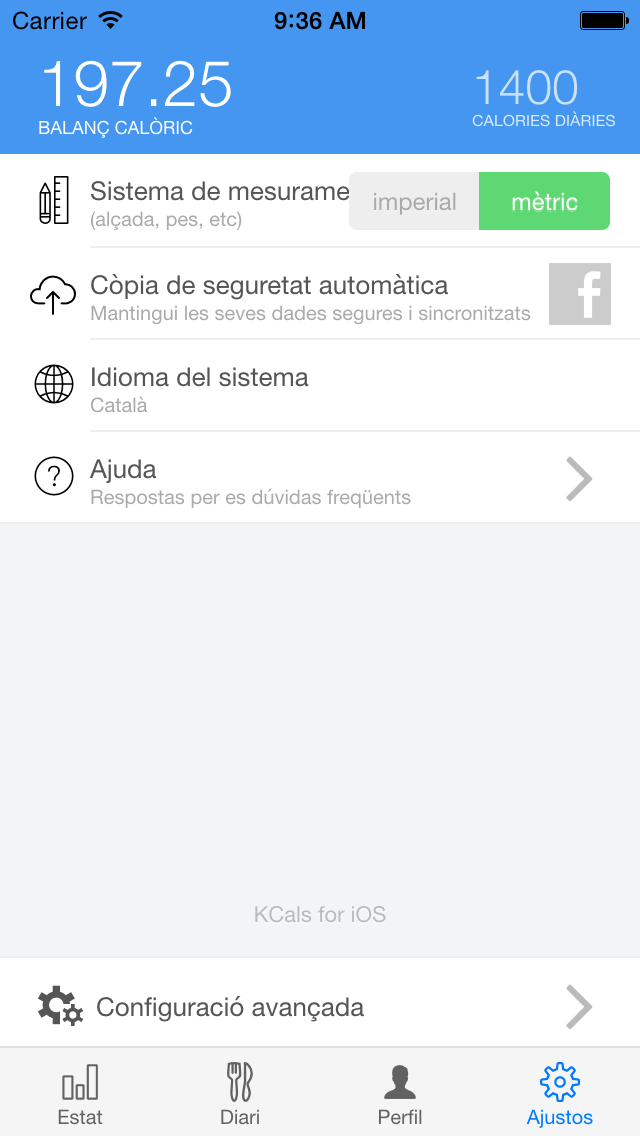 Carrier 9:36 AM
197.25
BALANÇ CALÒRIC
1400
CALORIES DIÀRIES
Sistema de mesurame
(alçada, pes, etc)
imperial mètric
Còpia de seguretat automàtica
Mantingui les seves dades segures i sincronitzats
f
Idioma del sistema
Català
?
Ajuda
Respostas per es dúvidas freqüents
KCals for iOS
Configuració avançada
Estat Diari Perfil Ajustos